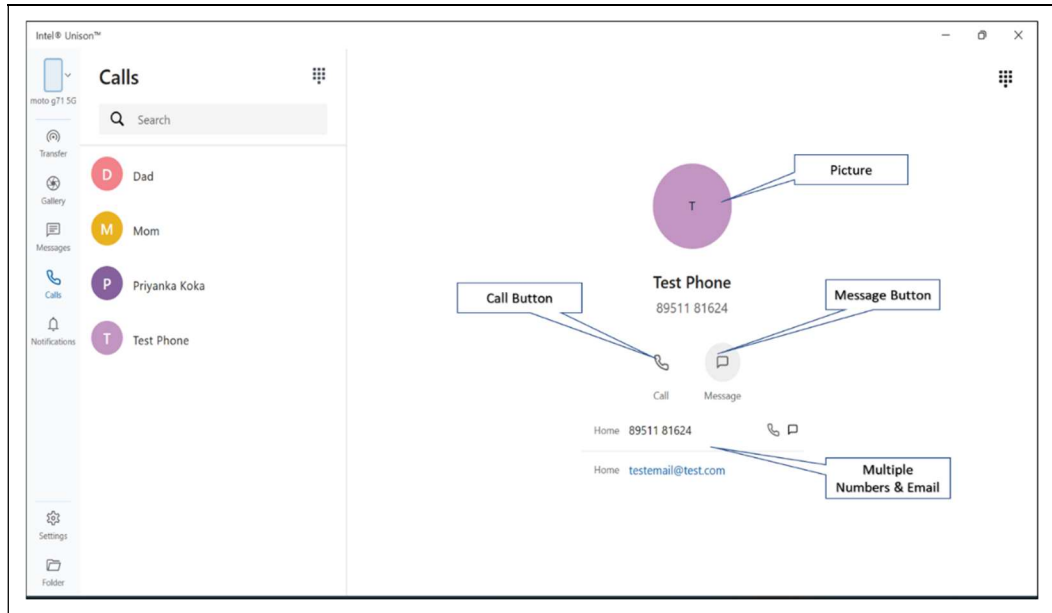 Intel® Unison™
moto g71 5G
Transfer
Gallery
Messages
Calls
Notifications
Settings
Folder
Calls
Search
D Dad
M Mom
P Priyanka Koka
T Test Phone
T
Picture
Test Phone
89511 81624
Call Button
Message Button
Call Message
Home 89511 81624
Home testemail@test.com
Multiple
Numbers & Email